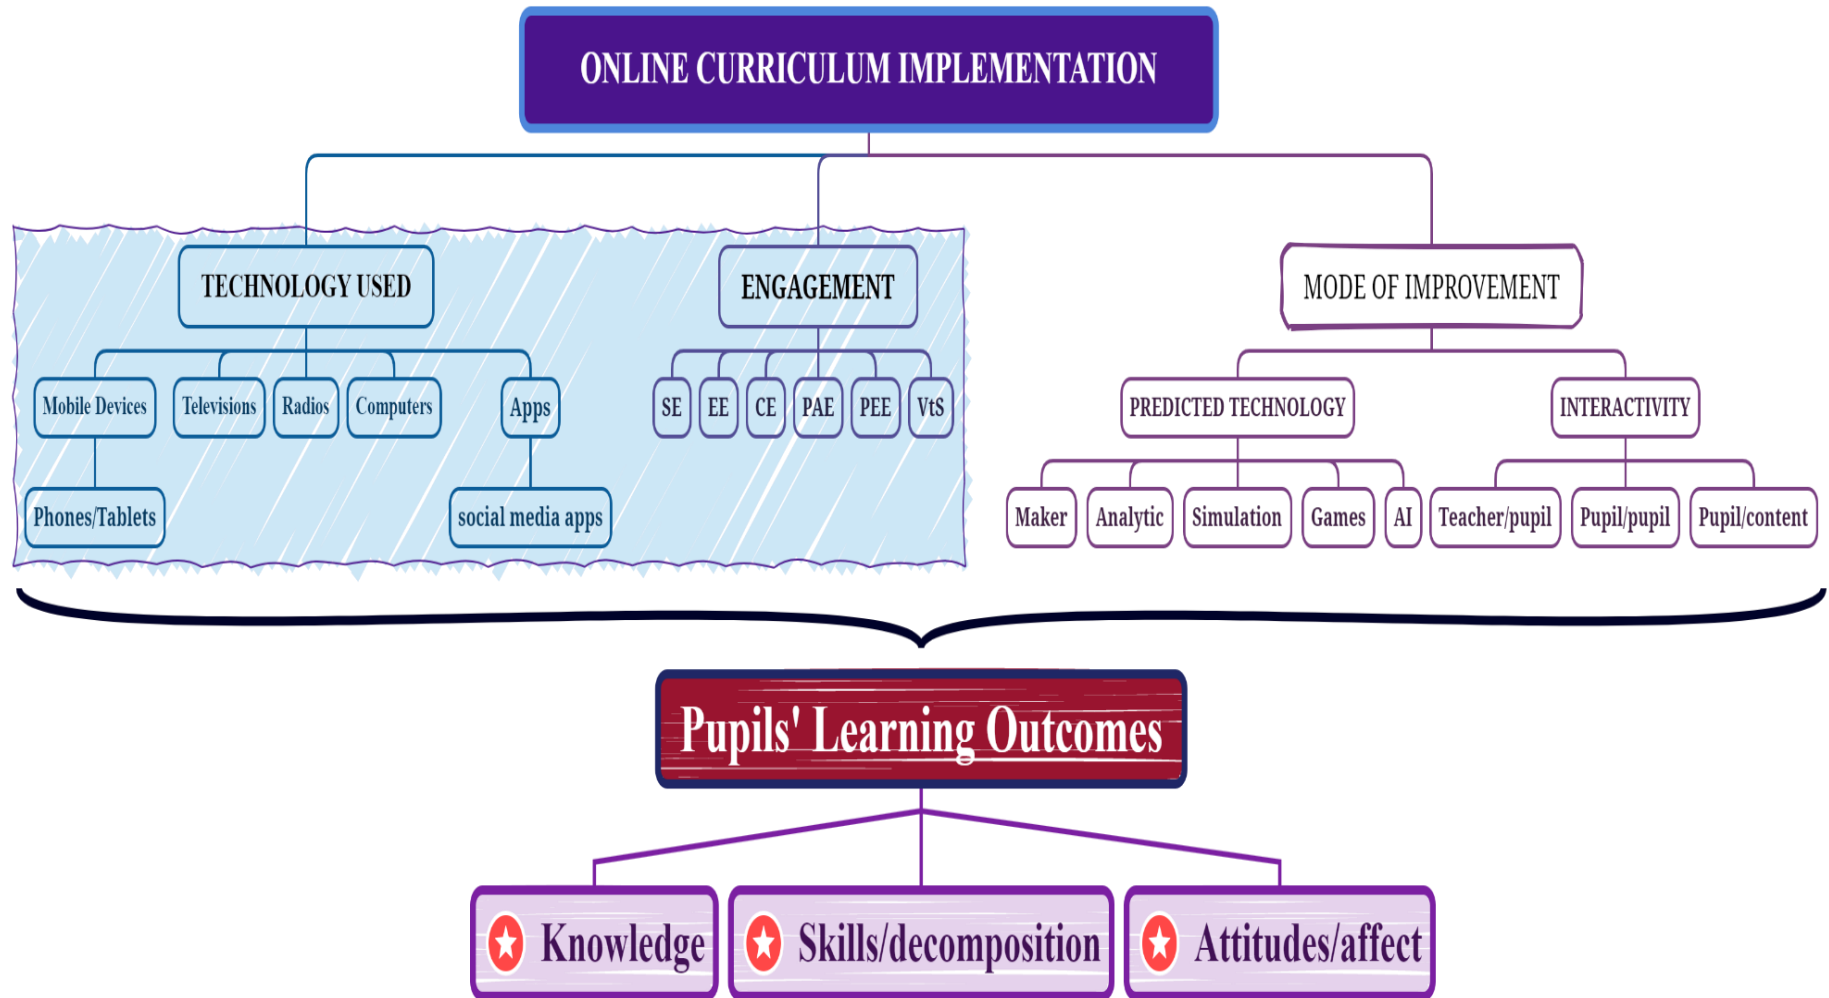 ONLINE CURRICULUM IMPLEMENTATION
TECHNOLOGY USED
ENGAGEMENT
MODE OF IMPROVEMENT
Mobile Devices
Televisions
Radios
Computers
Apps
SE
EE
CE
PAE
PEE
VtS
PREDICTED TECHNOLOGY
INTERACTIVITY
Phones/Tablets
social media apps
Maker
Analytic
Simulation
Games
AI
Teacher/pupil
Pupil/pupil
Pupil/content
Pupils' Learning Outcomes
Knowledge
Skills/decomposition
Attitudes/affect